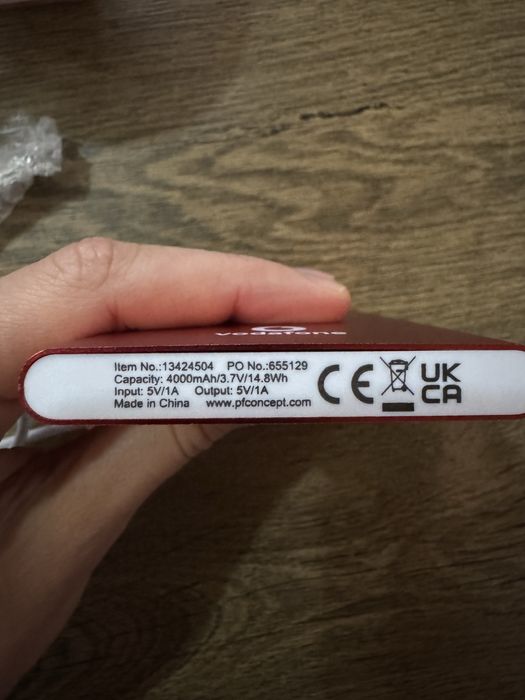 vodafone
Item No.:13424504 PO No.:655129
Capacity: 4000mAh/3.7V/14.8Wh
Input: 5V/1A Output: 5V/1A
Made in China www.pfconcept.com
CE
UK
CA